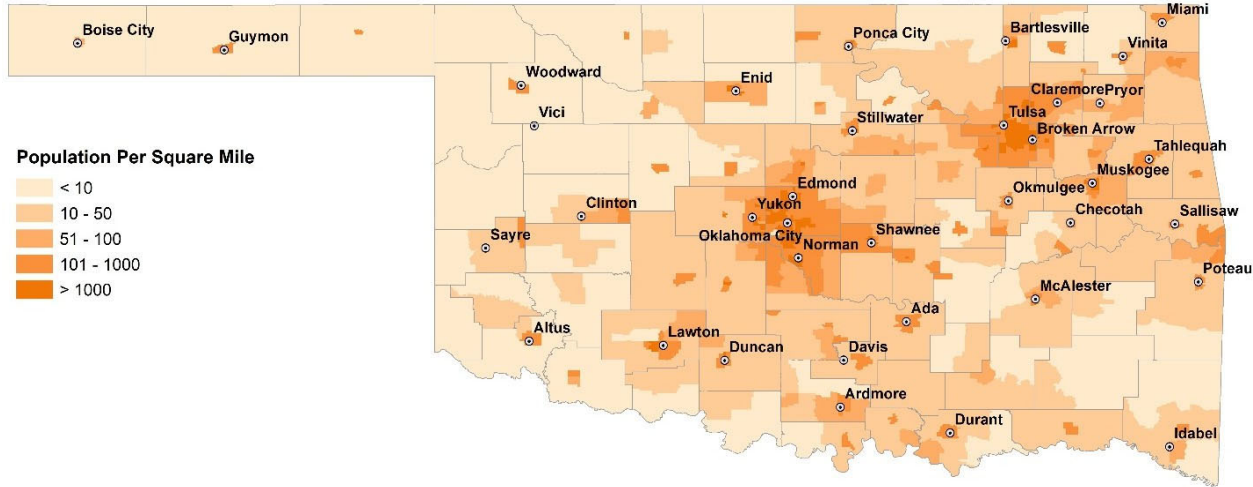 Miami
Boise City
Guymon
Ponca City
Bartlesville
Vinita
Woodward
Enid
Claremore
Pryor
Vici
Stillwater
Tulsa
Broken Arrow
Population Per Square Mile
< 10
10 - 50
51 - 100
101 - 1000
> 1000
Tahlequah
Muskogee
Edmond
Okmulgee
Clinton
Yukon
Checotah
Sallisaw
Sayre
Oklahoma City
Shawnee
Norman
Poteau
McAlester
Ada
Altus
Lawton
Duncan
Davis
Ardmore
Durant
Idabel